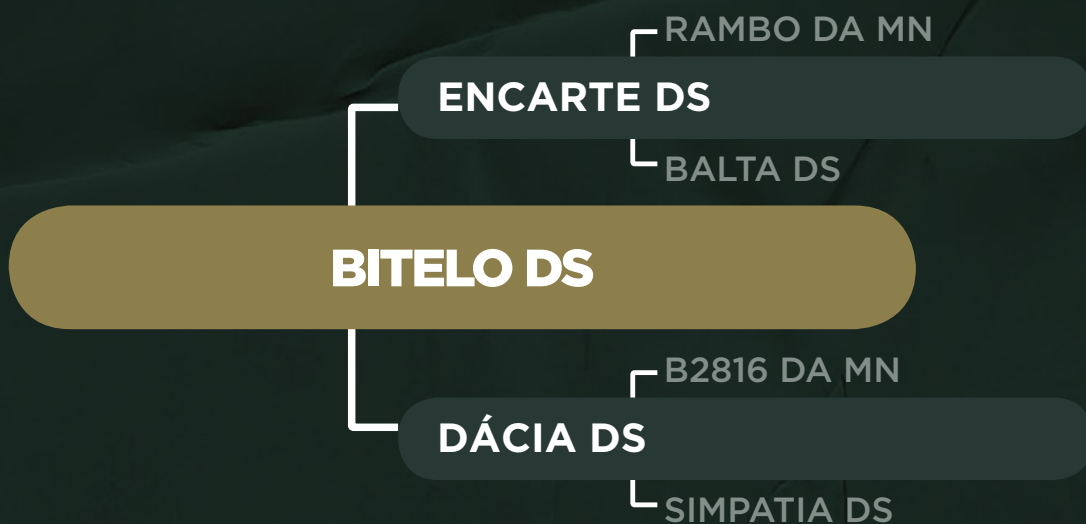 RAMBO DA MN
ENCARTE DS
BALTA DS
BITELO DS
B2816 DA MN
DÁCIA DS
SIMPATIA DS